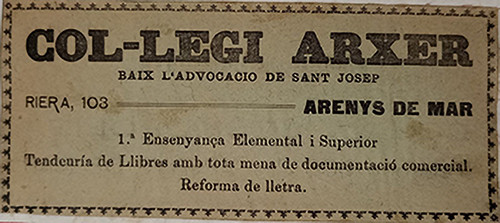 COL-LEGI ARXER
BAIX L'ADVOCACIO DE SANT JOSEP
RIERA, 103 ARENYS DE MAR
1.ª Ensenyança Elemental i Superior
Tendencia de Llibres amb tota mena de documentació comercial.
Reforma de lletra.